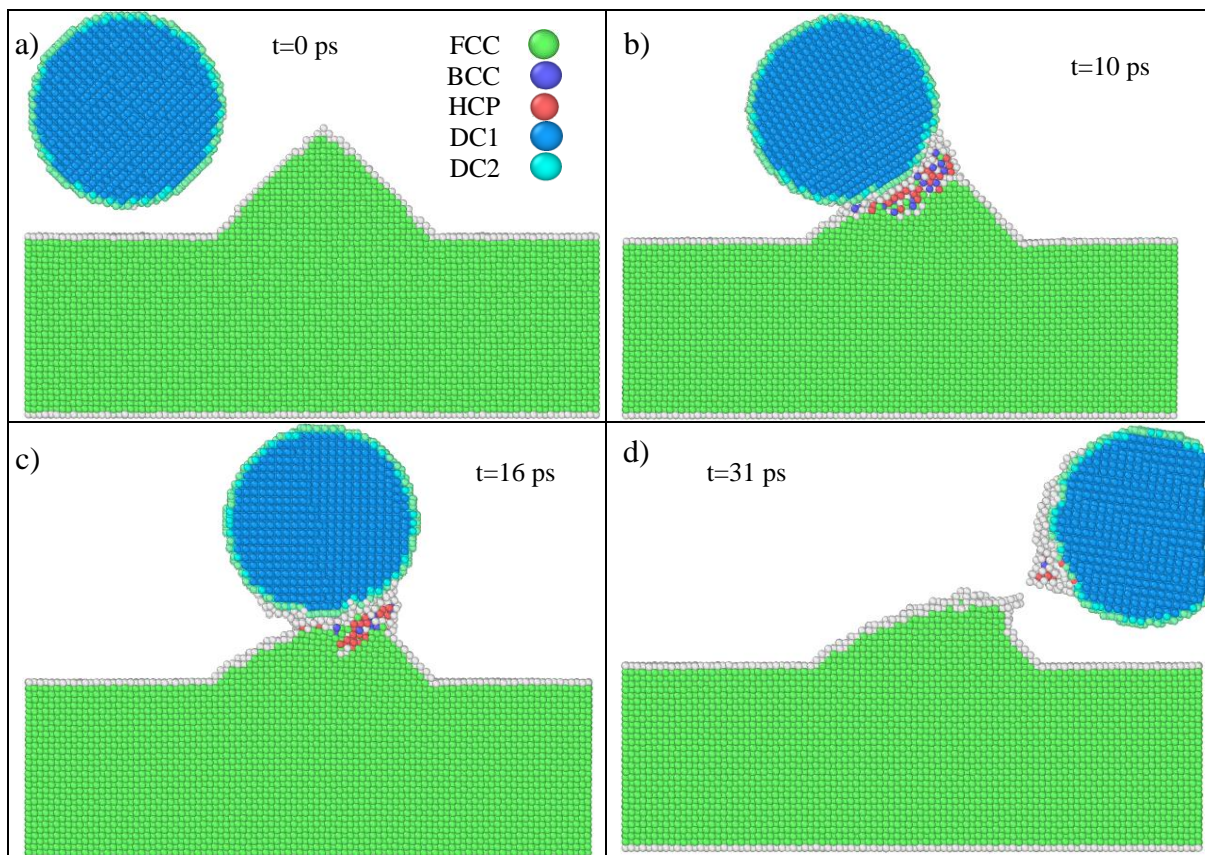 a)
t=0 ps
FCC
BCC
HCP
DC1
DC2
b)
t=10 ps
c)
t=16 ps
d)
t=31 ps